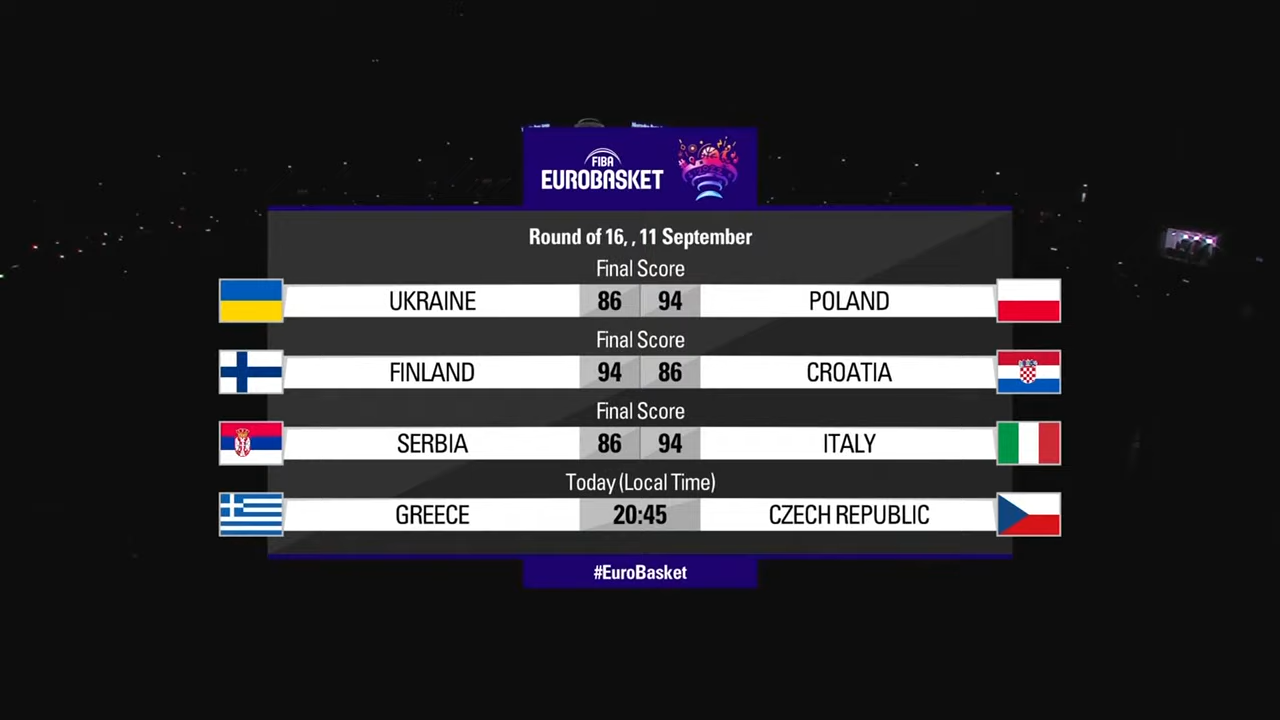 FIBA
EUROBASKET
Round of 16, , 11 September
Final Score
UKRAINE 86 94 POLAND
Final Score
FINLAND 94 86 CROATIA
Final Score
SERBIA 86 94 ITALY
Today (Local Time)
GREECE 20:45 CZECH REPUBLIC
#EuroBasket